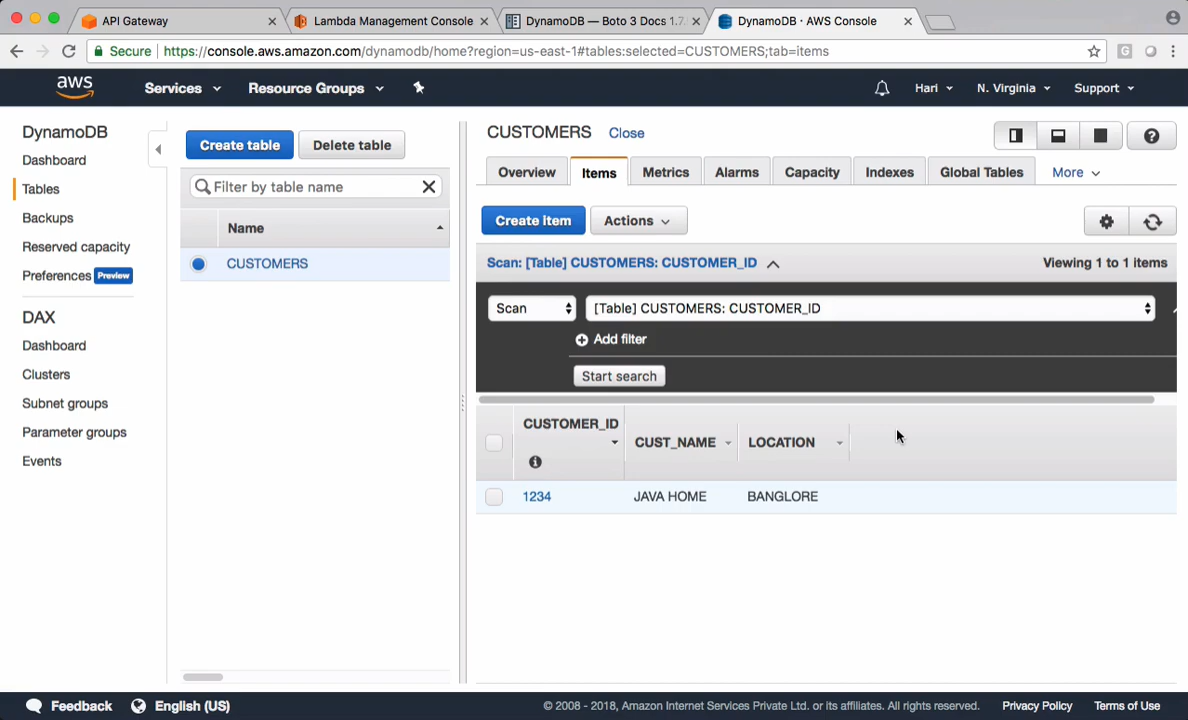 API Gateway
Lambda Management Console
DynamoDB — Boto 3 Docs 1.7.
DynamoDB · AWS Console
Secure
https://console.aws.amazon.com/dynamodb/home?region=us-east-1#tables:selected=CUSTOMERS;tab=items
G
aws
Services
Resource Groups
Hari
N. Virginia
Support
DynamoDB
Dashboard
Tables
Backups
Reserved capacity
Preferences Preview
DAX
Dashboard
Clusters
Subnet groups
Parameter groups
Events
Create table
Delete table
Filter by table name
Name
CUSTOMERS
CUSTOMERS Close
Overview
Items
Metrics
Alarms
Capacity
Indexes
Global Tables
More
Create item
Actions
Scan: [Table] CUSTOMERS: CUSTOMER_ID
Viewing 1 to 1 items
Scan
[Table] CUSTOMERS: CUSTOMER_ID
Add filter
Start search
CUSTOMER_ID
CUST_NAME
LOCATION
1234
JAVA HOME
BANGLORE
Feedback
English (US)
© 2008 - 2018, Amazon Internet Services Private Ltd. or its affiliates. All rights reserved.
Privacy Policy
Terms of Use